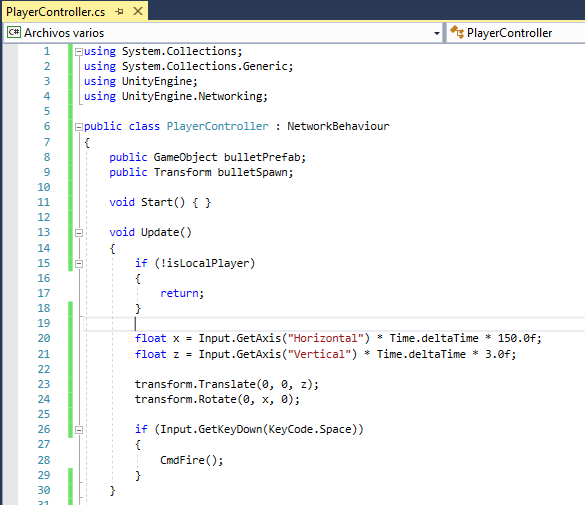 PlayerController.cs
C# Archivos varios PlayerController
1 using System.Collections;
2 using System.Collections.Generic;
3 using UnityEngine;
4 using UnityEngine.Networking;
5
6 public class PlayerController : NetworkBehaviour
7 {
8 public GameObject bulletPrefab;
9 public Transform bulletSpawn;
10
11 void Start() { }
12
13 void Update()
14 {
15 if (!isLocalPlayer)
16 {
17 return;
18 }
19
20 float x = Input.GetAxis("Horizontal") * Time.deltaTime * 150.0f;
21 float z = Input.GetAxis("Vertical") * Time.deltaTime * 3.0f;
22
23 transform.Translate(0, 0, z);
24 transform.Rotate(0, x, 0);
25
26 if (Input.GetKeyDown(KeyCode.Space))
27 {
28 CmdFire();
29 }
30 }
31